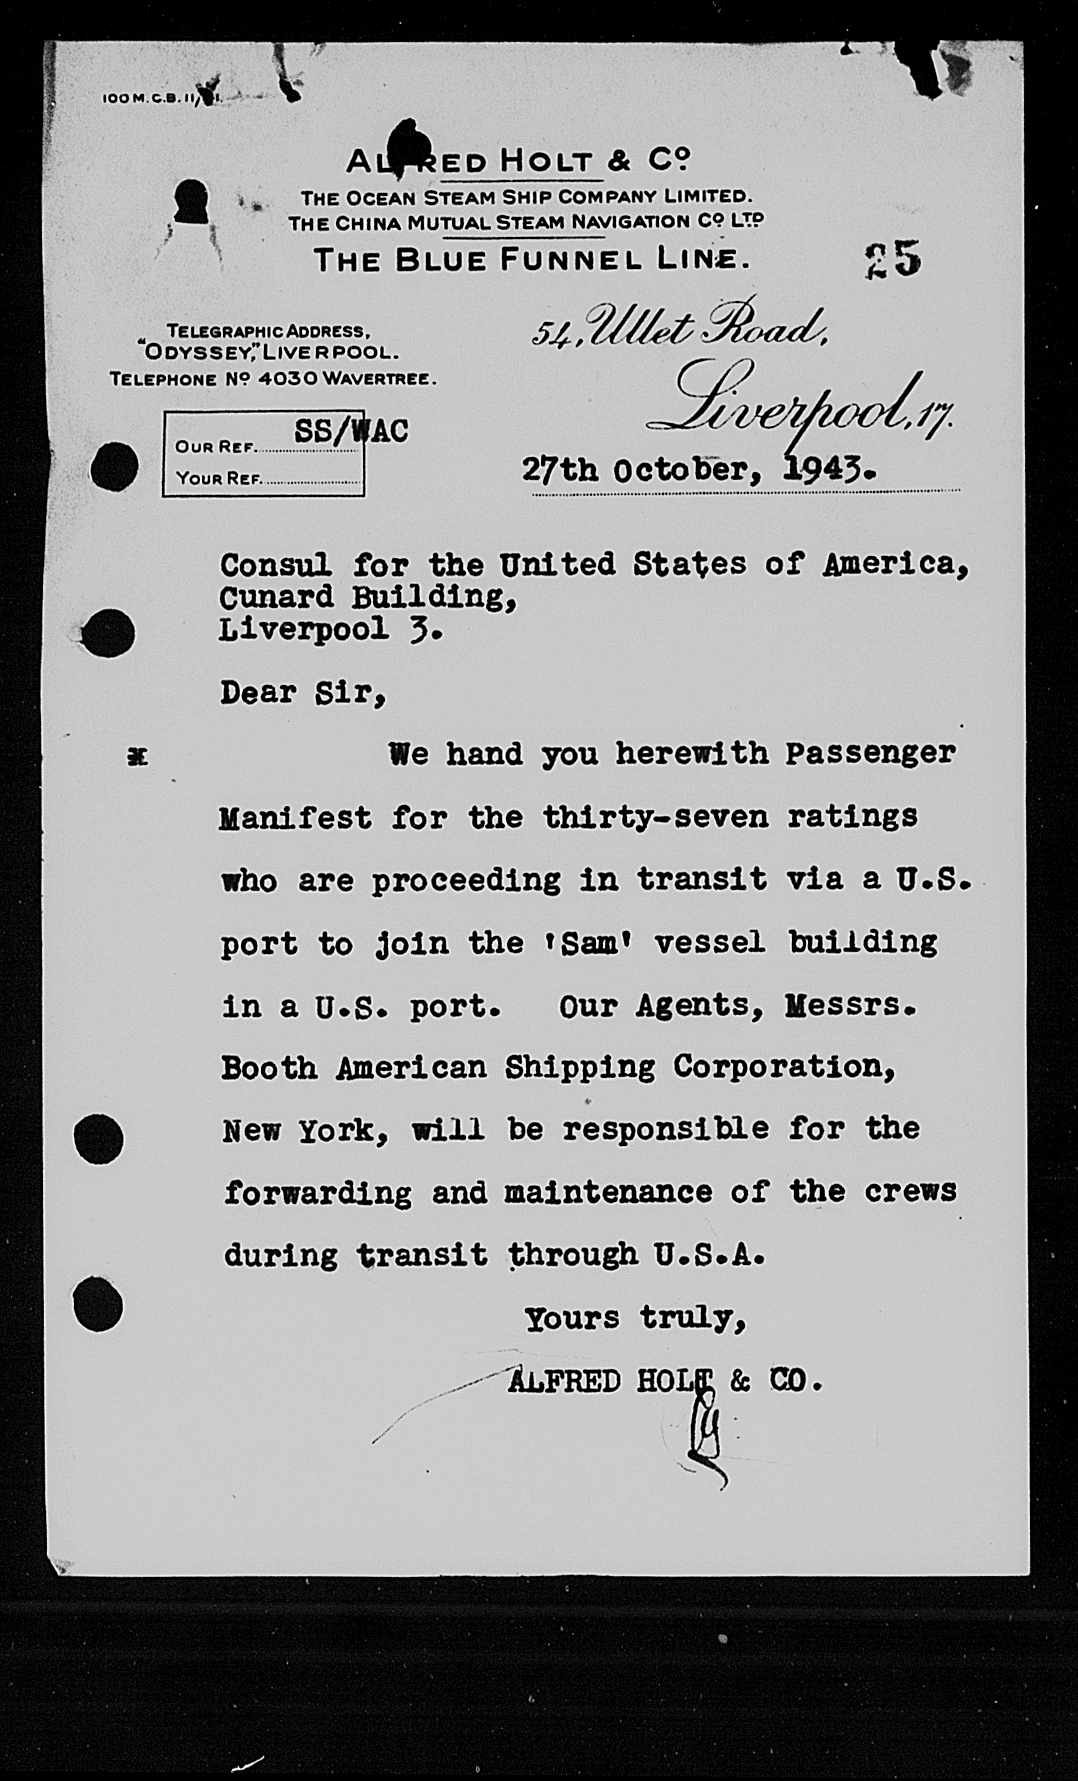 ALFRED HOLT & Cº
THE OCEAN STEAM SHIP COMPANY LIMITED.
THE CHINA MUTUAL STEAM NAVIGATION Cº LTD
THE BLUE FUNNEL LINE.
25
TELEGRAPHIC ADDRESS,
"ODYSSEY," LIVERPOOL.
TELEPHONE Nº 4030 WAVERTREE.
54, Ullet Road,
Liverpool, 17.
OUR REF. SS/WAC
YOUR REF.
27th October, 1943.
Consul for the United States of America,
Cunard Building,
Liverpool 3.
Dear Sir,
We hand you herewith Passenger
Manifest for the thirty-seven ratings
who are proceeding in transit via a U.S.
port to join the 'Sam' vessel building
in a U.S. port. Our Agents, Messrs.
Booth American Shipping Corporation,
New York, will be responsible for the
forwarding and maintenance of the crews
during transit through U.S.A.
Yours truly,
ALFRED HOLT & CO.